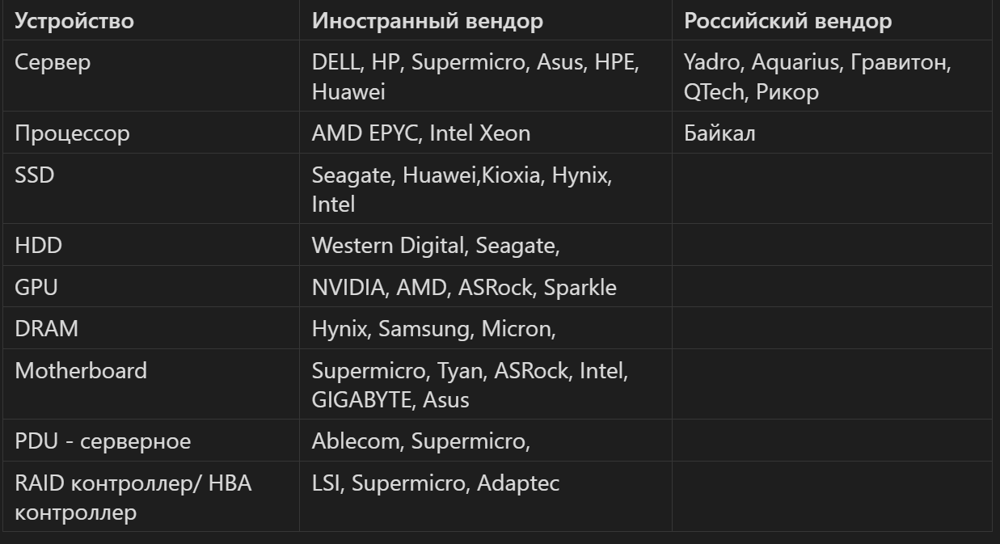 Устройство
Иностранный вендор
Российский вендор
Сервер
DELL, HP, Supermicro, Asus, HPE,
Huawei
Yadro, Aquarius, Гравитон,
QTech, Рикор
Процессор
AMD EPYC, Intel Xeon
Байкал
SSD
Seagate, Huawei,Kioxia, Hynix,
Intel
HDD
Western Digital, Seagate,
GPU
NVIDIA, AMD, ASRock, Sparkle
DRAM
Hynix, Samsung, Micron,
Motherboard
Supermicro, Tyan, ASRock, Intel,
GIGABYTE, Asus
PDU - серверное
Ablecom, Supermicro,
RAID контроллер/ HBA
контроллер
LSI, Supermicro, Adaptec